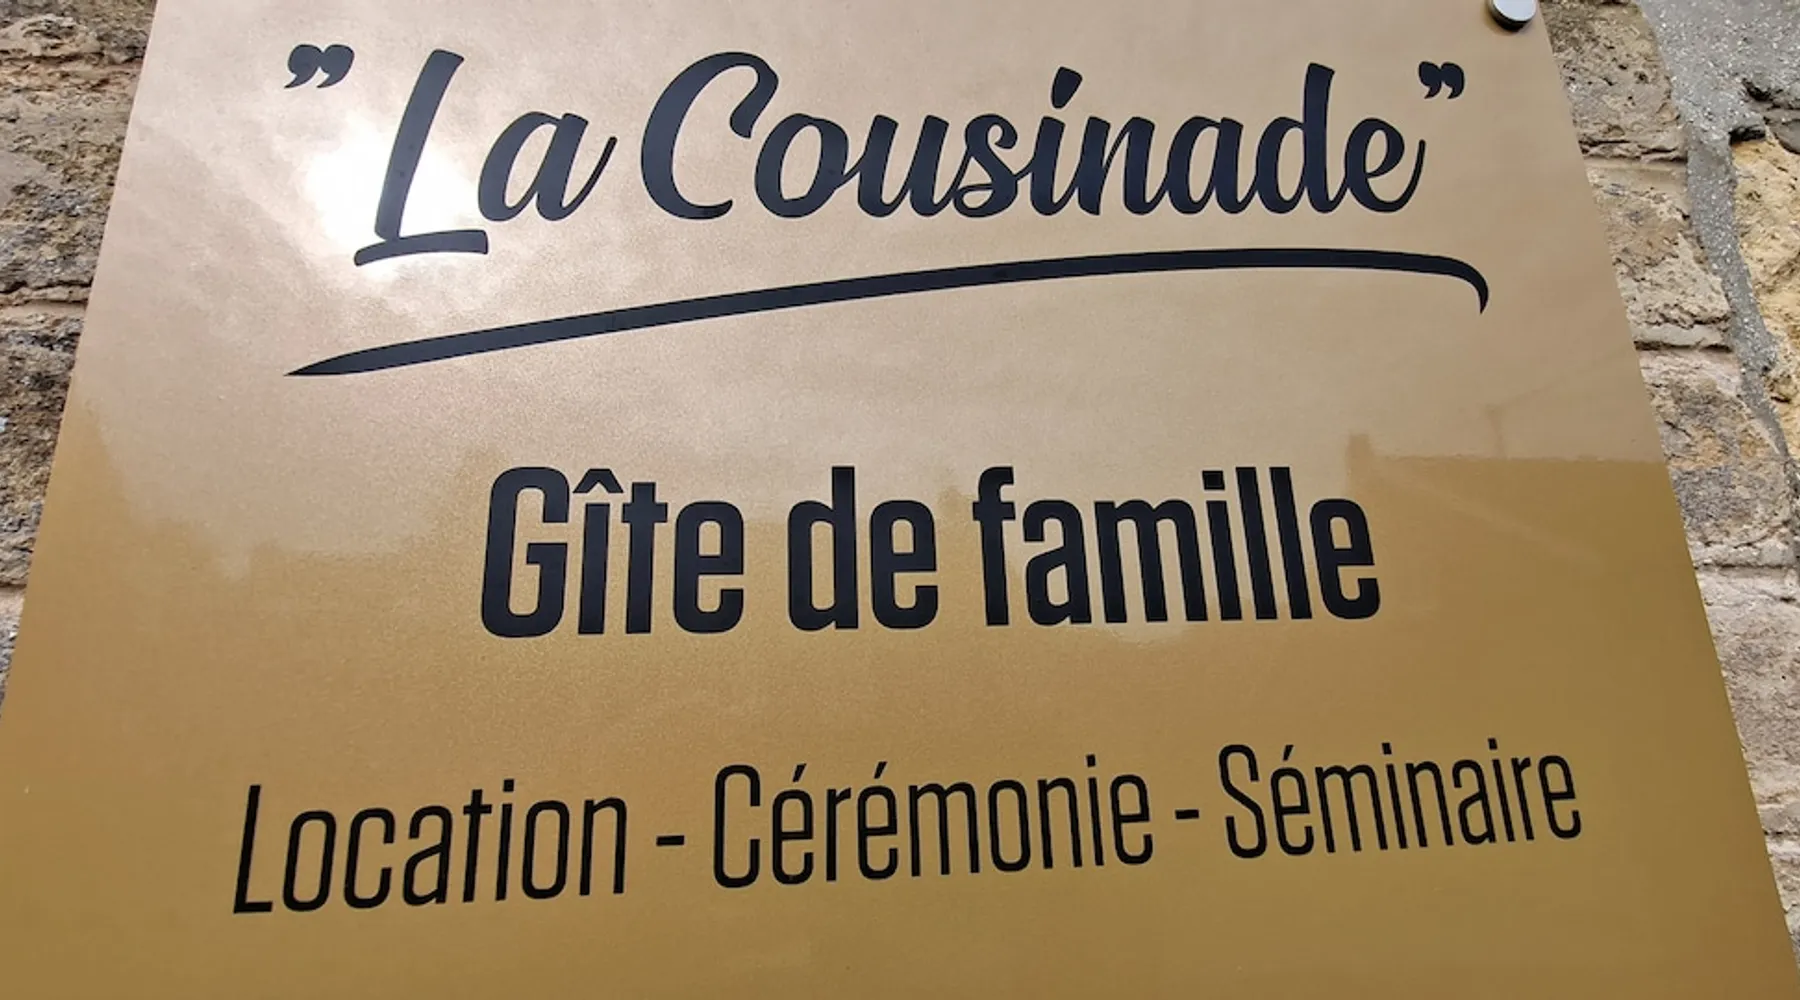 ”La Cousinade”
Gîte de famille
Location - Cérémonie - Séminaire